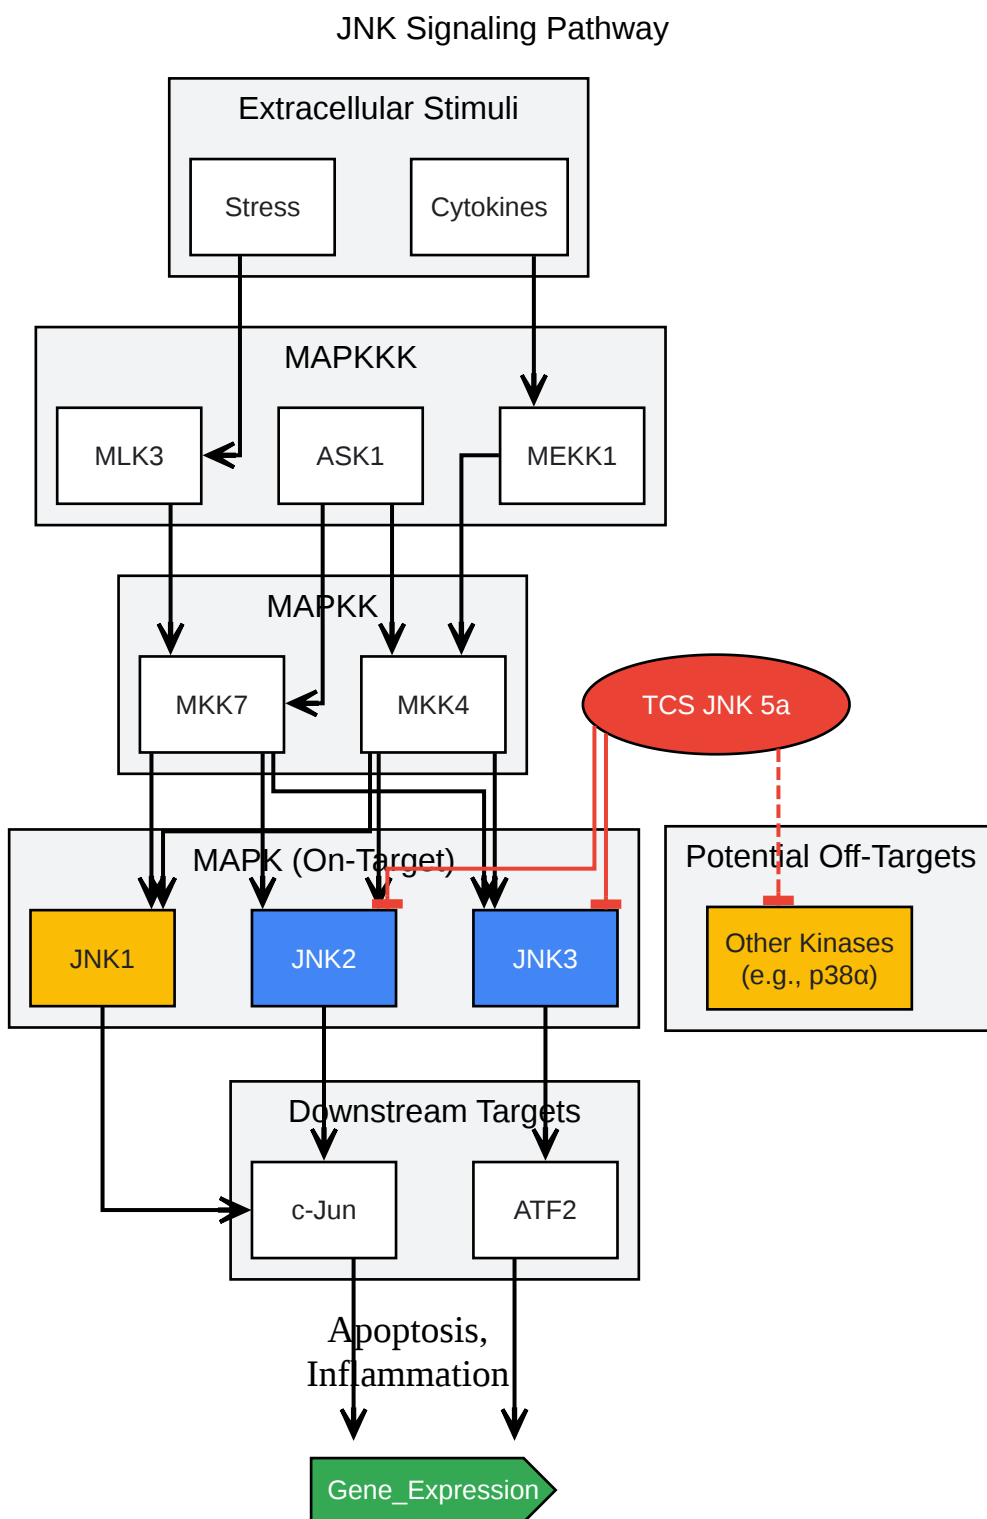 JNK Signaling Pathway
Extracellular Stimuli
Stress
Cytokines
MAPKKK
MLK3
ASK1
MEKK1
MAPKK
MKK7
MKK4
TCS JNK 5a
MAPK (On-Target)
Potential Off-Targets
JNK1
JNK2
JNK3
Other Kinases
(e.g., p38α)
Downstream Targets
c-Jun
ATF2
Apoptosis,
Inflammation
Gene_Expression